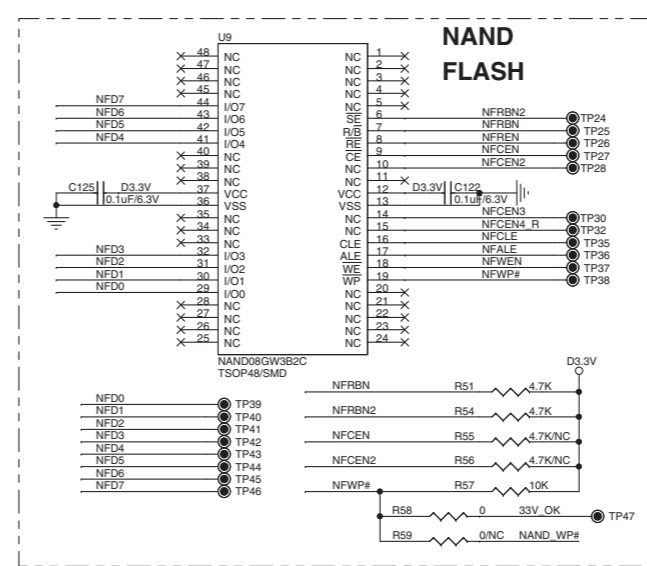 NAND
FLASH
U9
48 NC NC 1
47 NC NC 2
46 NC NC 3
45 NC NC 4
NFD7 44 I/O7 NC 5
NFD6 43 I/O6 SE 6 NFRBN2 TP24
NFD5 42 I/O5 R/B 7 NFRBN TP25
NFD4 41 I/O4 RE 8 NFREN TP26
40 NC CE 9 NFCEN TP27
39 NC NC 10 NFCEN2 TP28
38 NC NC 11
C125 D3.3V 37 VCC VCC 12 D3.3V C122
0.1uF/6.3V 36 VSS VSS 13 0.1uF/6.3V
35 NC NC 14 NFCEN3 TP30
34 NC NC 15 NFCEN4_R TP32
33 NC CLE 16 NFCLE TP35
NFD3 32 I/O3 ALE 17 NFALE TP36
NFD2 31 I/O2 WE 18 NFWEN TP37
NFD1 30 I/O1 WP 19 NFWP# TP38
NFD0 29 I/O0 NC 20
28 NC NC 21
27 NC NC 22
26 NC NC 23
25 NC NC 24
NAND08GW3B2C
TSOP48/SMD
D3.3V
NFD0 TP39
NFD1 TP40
NFD2 TP41
NFD3 TP42
NFD4 TP43
NFD5 TP44
NFD6 TP45
NFD7 TP46
NFRBN R51 4.7K
NFRBN2 R54 4.7K
NFCEN R55 4.7K/NC
NFCEN2 R56 4.7K/NC
NFWP# R57 10K
R58 0 33V_OK TP47
R59 0/NC NAND_WP#